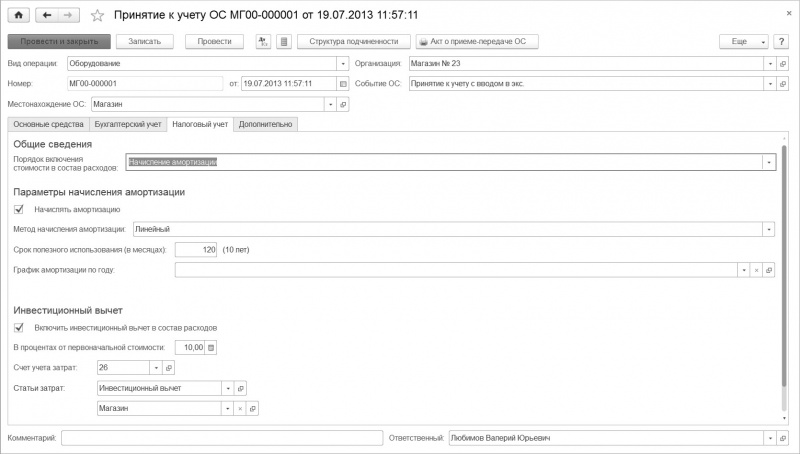 Принятие к учету ОС МГ00-000001 от 19.07.2013 11:57:11
Провести и закрыть Записать Провести Дт Кт Структура подчиненности Акт о приеме-передаче ОС Еще ?
Вид операции: Оборудование Организация: Магазин № 23
Номер: МГ00-000001 от: 19.07.2013 11:57:11 Событие ОС: Принятие к учету с вводом в экс.
Местонахождение ОС: Магазин
Основные средства Бухгалтерский учет Налоговый учет Дополнительно
Общие сведения
Порядок включения
стоимости в состав расходов: Начисление амортизации
Параметры начисления амортизации
Начислять амортизацию
Метод начисления амортизации: Линейный
Срок полезного использования (в месяцах): 120 (10 лет)
График амортизации по году:
Инвестиционный вычет
Включить инвестиционный вычет в состав расходов
В процентах от первоначальной стоимости: 10,00
Счет учета затрат: 26
Статьи затрат: Инвестиционный вычет
Магазин
Комментарий: Ответственный: Любимов Валерий Юрьевич